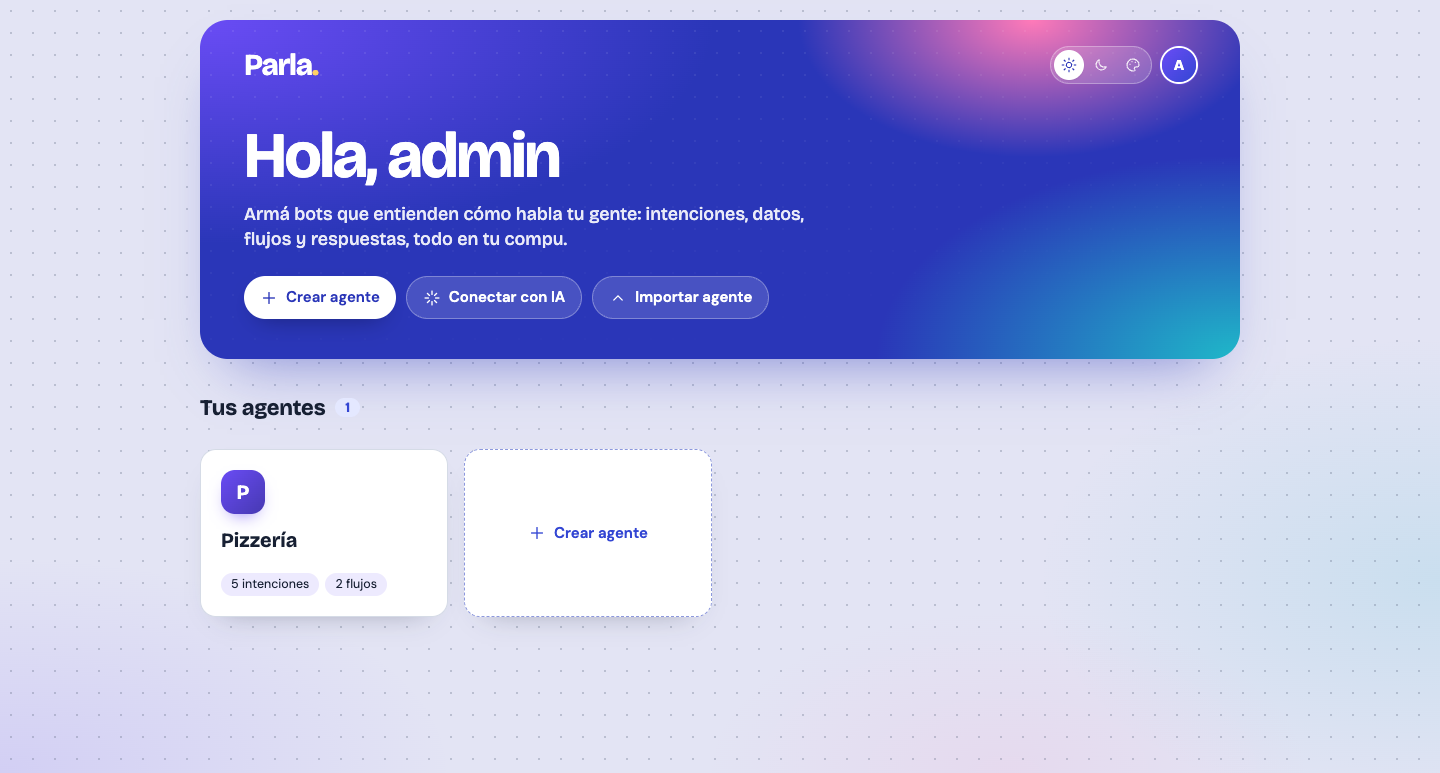 Parla.
A
Hola, admin
Armá bots que entienden cómo habla tu gente: intenciones, datos,
flujos y respuestas, todo en tu compu.
Crear agente
Conectar con IA
Importar agente
Tus agentes 1
P
Pizzería
5 intenciones
2 flujos
Crear agente